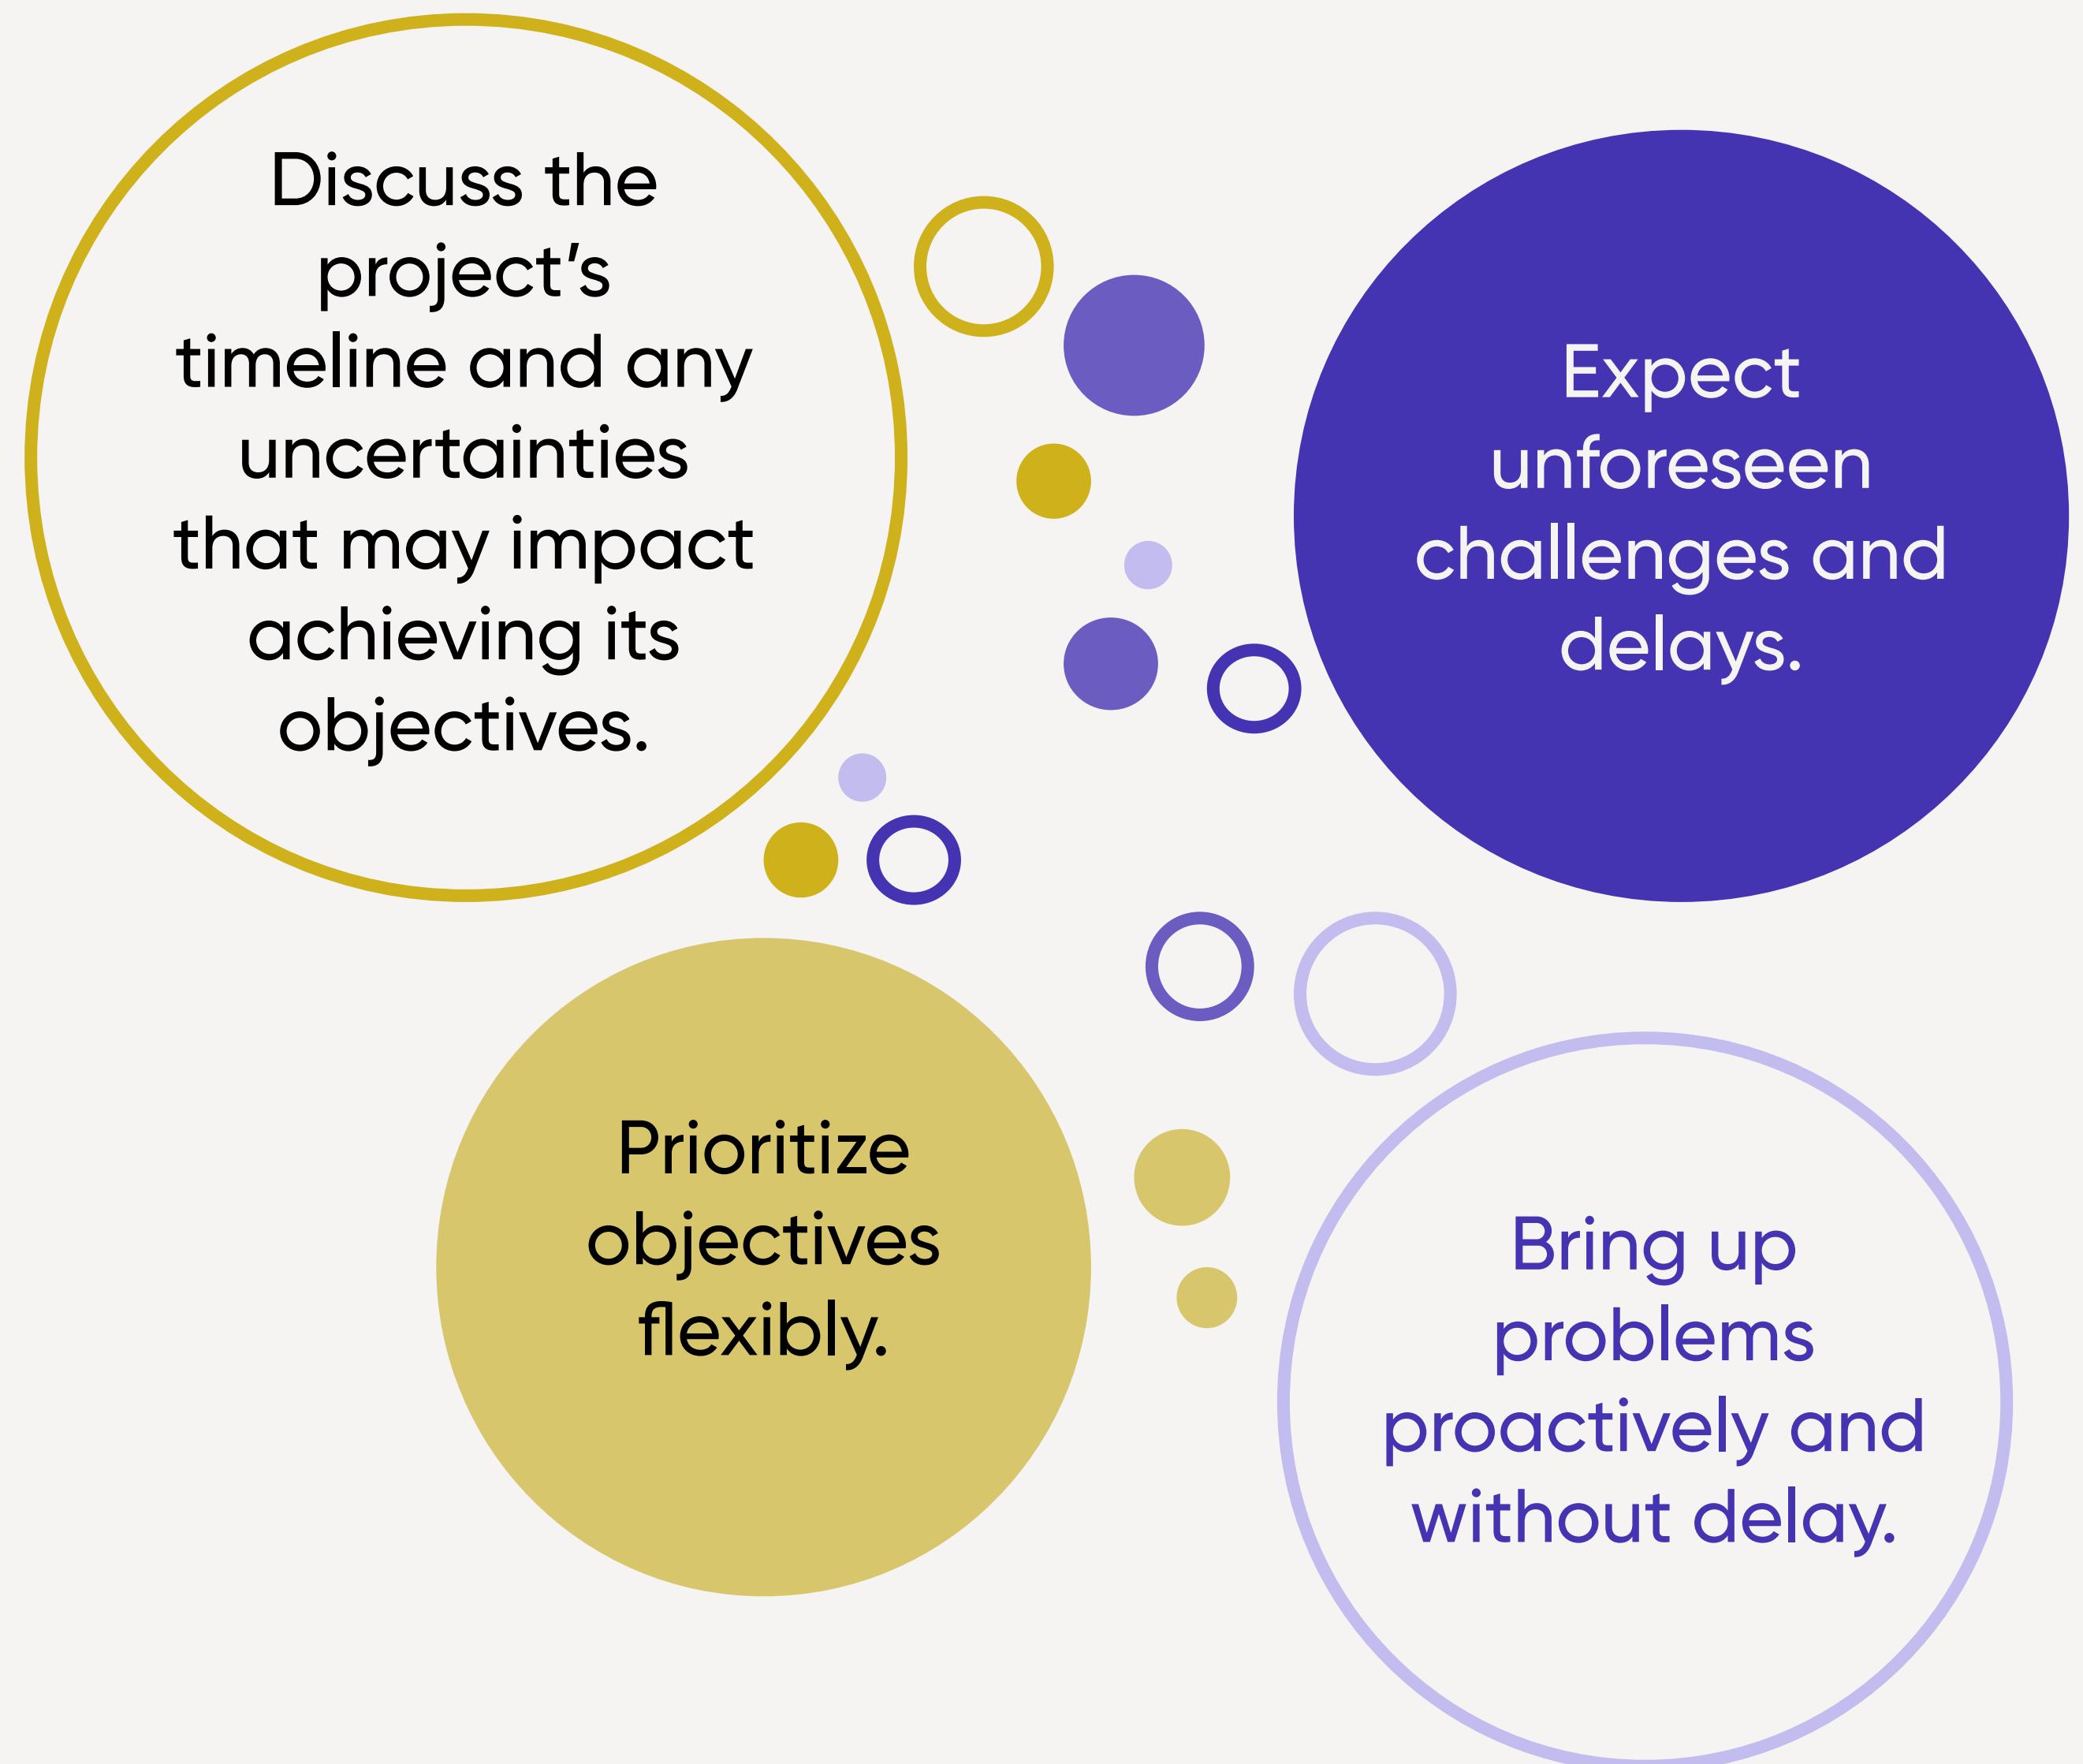 Discuss the
project’s
timeline and any
uncertainties
that may impact
achieving its
objectives.
Expect
unforeseen
challenges and
delays.
Prioritize
objectives
flexibly.
Bring up
problems
proactively and
without delay.